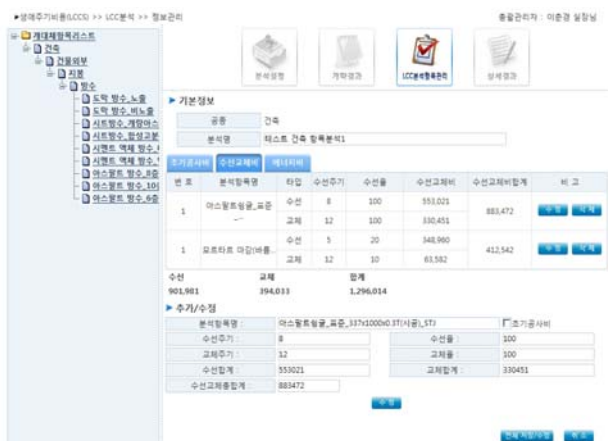 ▶생애주기비용(LCCS) >> LCC분석 >> 정보관리
총괄관리자 : 이춘경 실장님
개대체항목리스트
건축
건물외부
지붕
방수
도막 방수_노출
도막 방수_비노출
시트방수_개량아스
시트방수_합성고분
시멘트 액체 방수_
시멘트 액체 방수_
아스팔트 방수_8층
아스팔트 방수_10층
아스팔트 방수_6층
분석설정
개략결과
LCC분석항목관리
상세결과
▶ 기본정보
공종 건축
분석명 테스트 건축 항목분석1
초기공사비 수선교체비 에너지비
번 호 분석항목명 타입 수선주기 수선율 수선교체비 수선교체비합계 비 고
1 아스팔트슁글_표준... 수선 8 100 553,021 883,472 수 정 삭 제
교체 12 100 330,451
1 모르타르 마감(바름.. 수선 5 20 348,960 412,542 수 정 삭 제
교체 12 10 63,582
수선 교체 합계
901,981 394,033 1,296,014
▶ 추가/수정
분석항목명 : 아스팔트슁글_표준_337x1000x0.3T(시공)_STJ 초기공사비
수선주기 : 8 수선율 : 100
교체주기 : 12 교체율 : 100
수선합계 : 553021 교체합계 : 330451
수선교체총합계 : 883472
수 정
전체 저장/수정 취 소